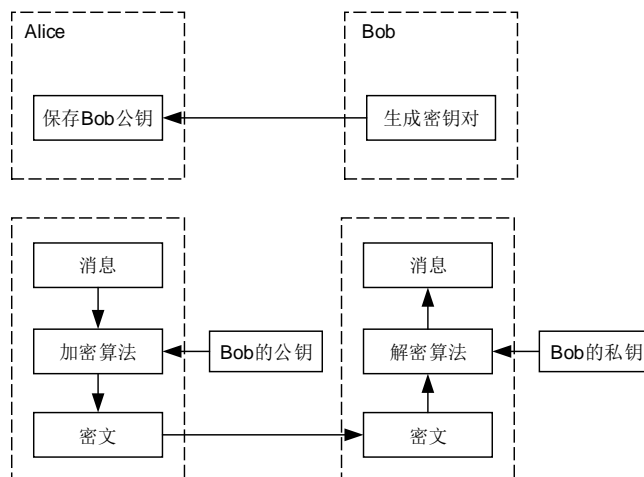 Alice
Bob
保存Bob公钥
生成密钥对
消息
消息
加密算法
Bob的公钥
解密算法
Bob的私钥
密文
密文